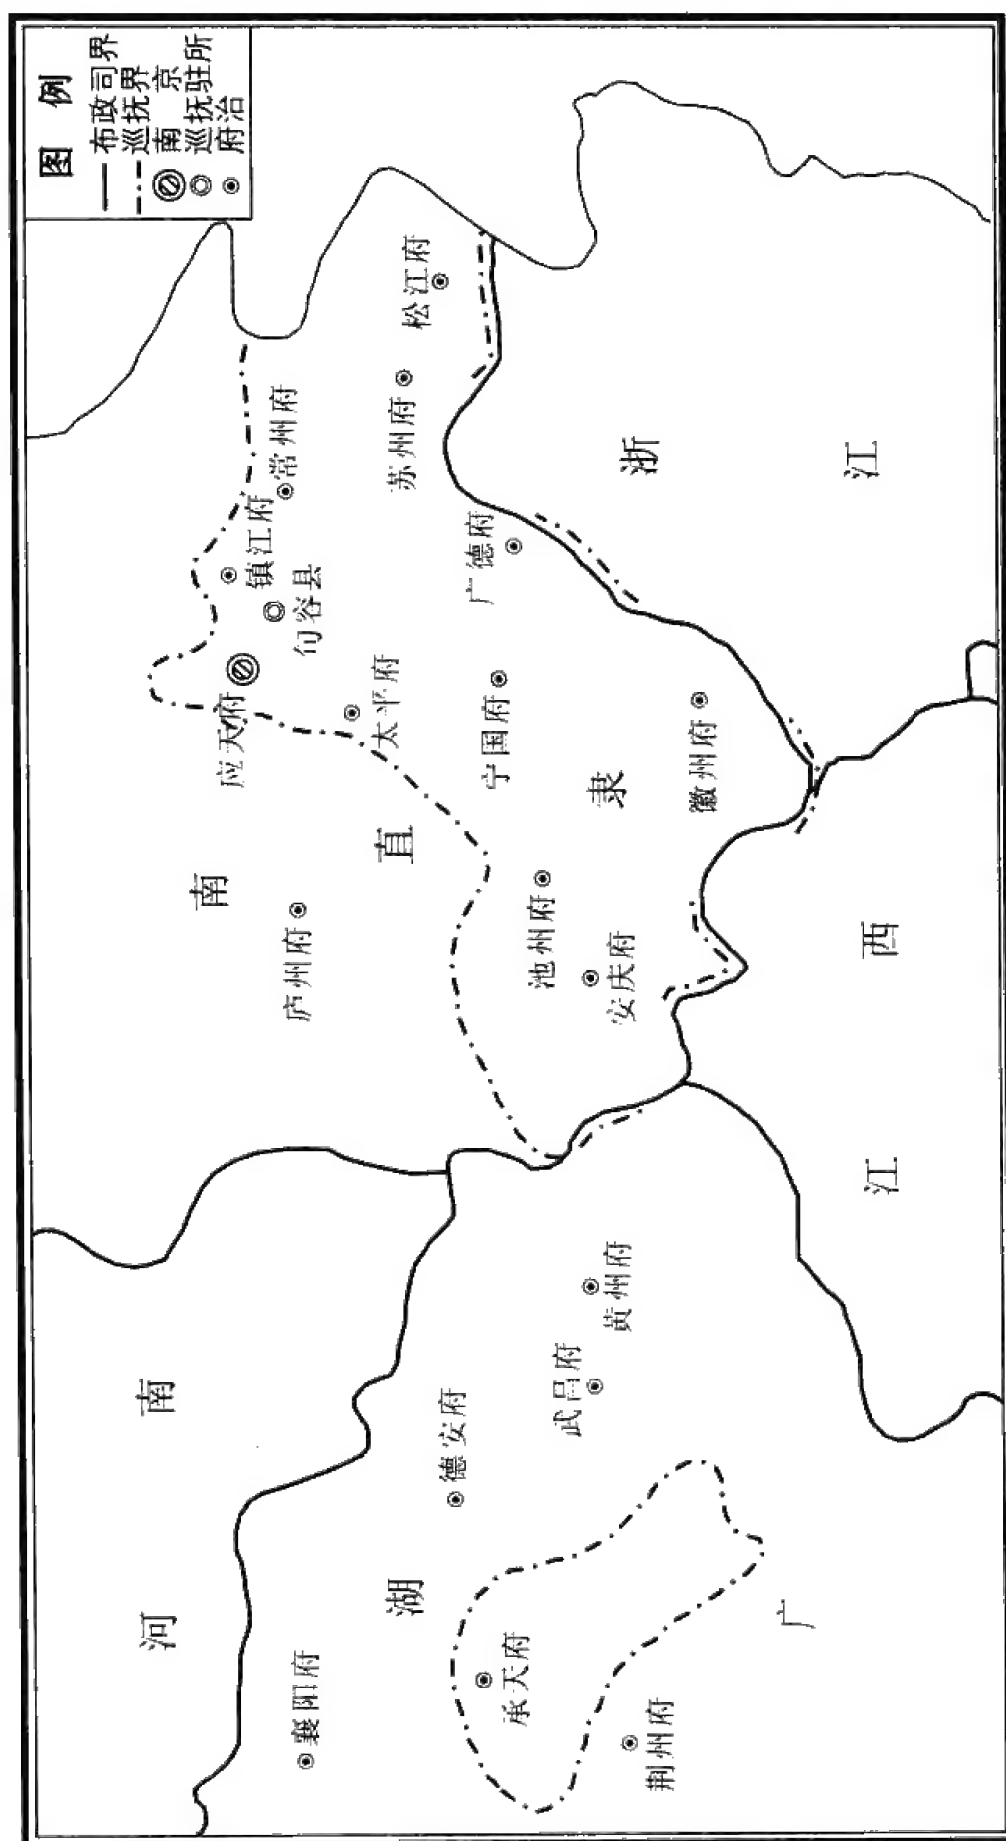 图例
布政司界
巡抚界
南京
巡抚驻所
府治
河南
南直隶
湖广
江西
浙江
襄阳府
德安府
承天府
荆州府
武昌府
黄州府
庐州府
应天府
镇江府
句容县
常州府
苏州府
松江府
太平府
宁国府
广德府
池州府
安庆府
徽州府